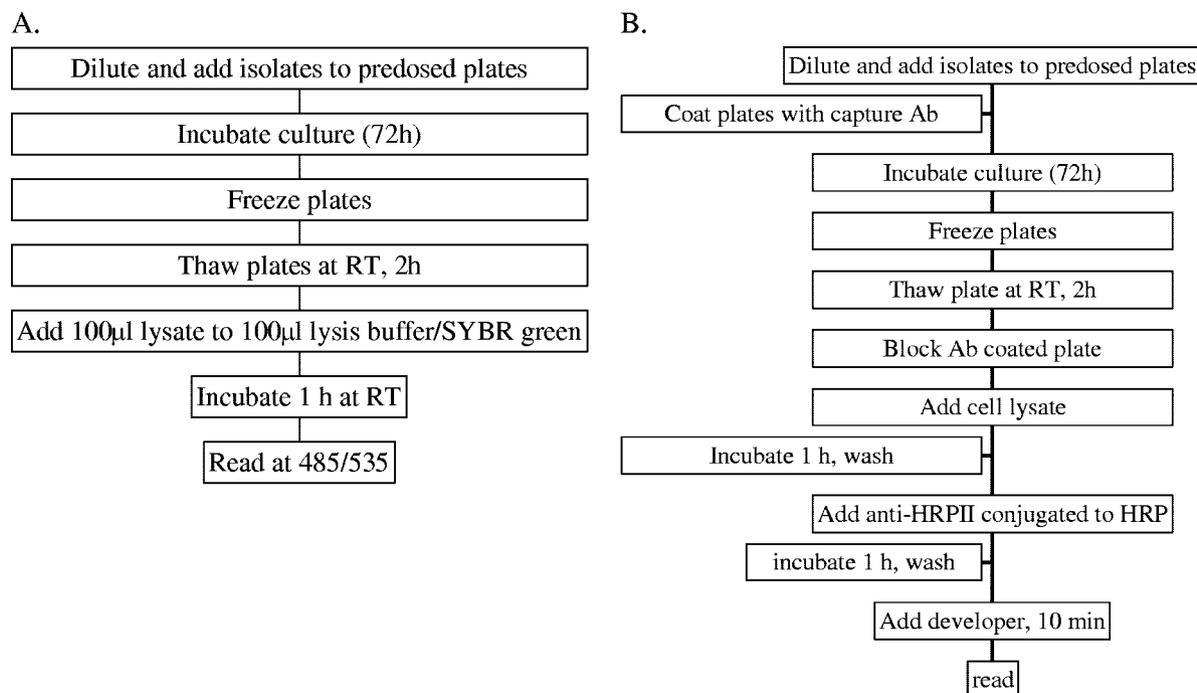 A.
Dilute and add isolates to predosed plates
Incubate culture (72h)
Freeze plates
Thaw plates at RT, 2h
Add 100µl lysate to 100µl lysis buffer/SYBR green
Incubate 1 h at RT
Read at 485/535
B.
Dilute and add isolates to predosed plates
Coat plates with capture Ab
Incubate culture (72h)
Freeze plates
Thaw plate at RT, 2h
Block Ab coated plate
Add cell lysate
Incubate 1 h, wash
Add anti-HRPII conjugated to HRP
incubate 1 h, wash
Add developer, 10 min
read